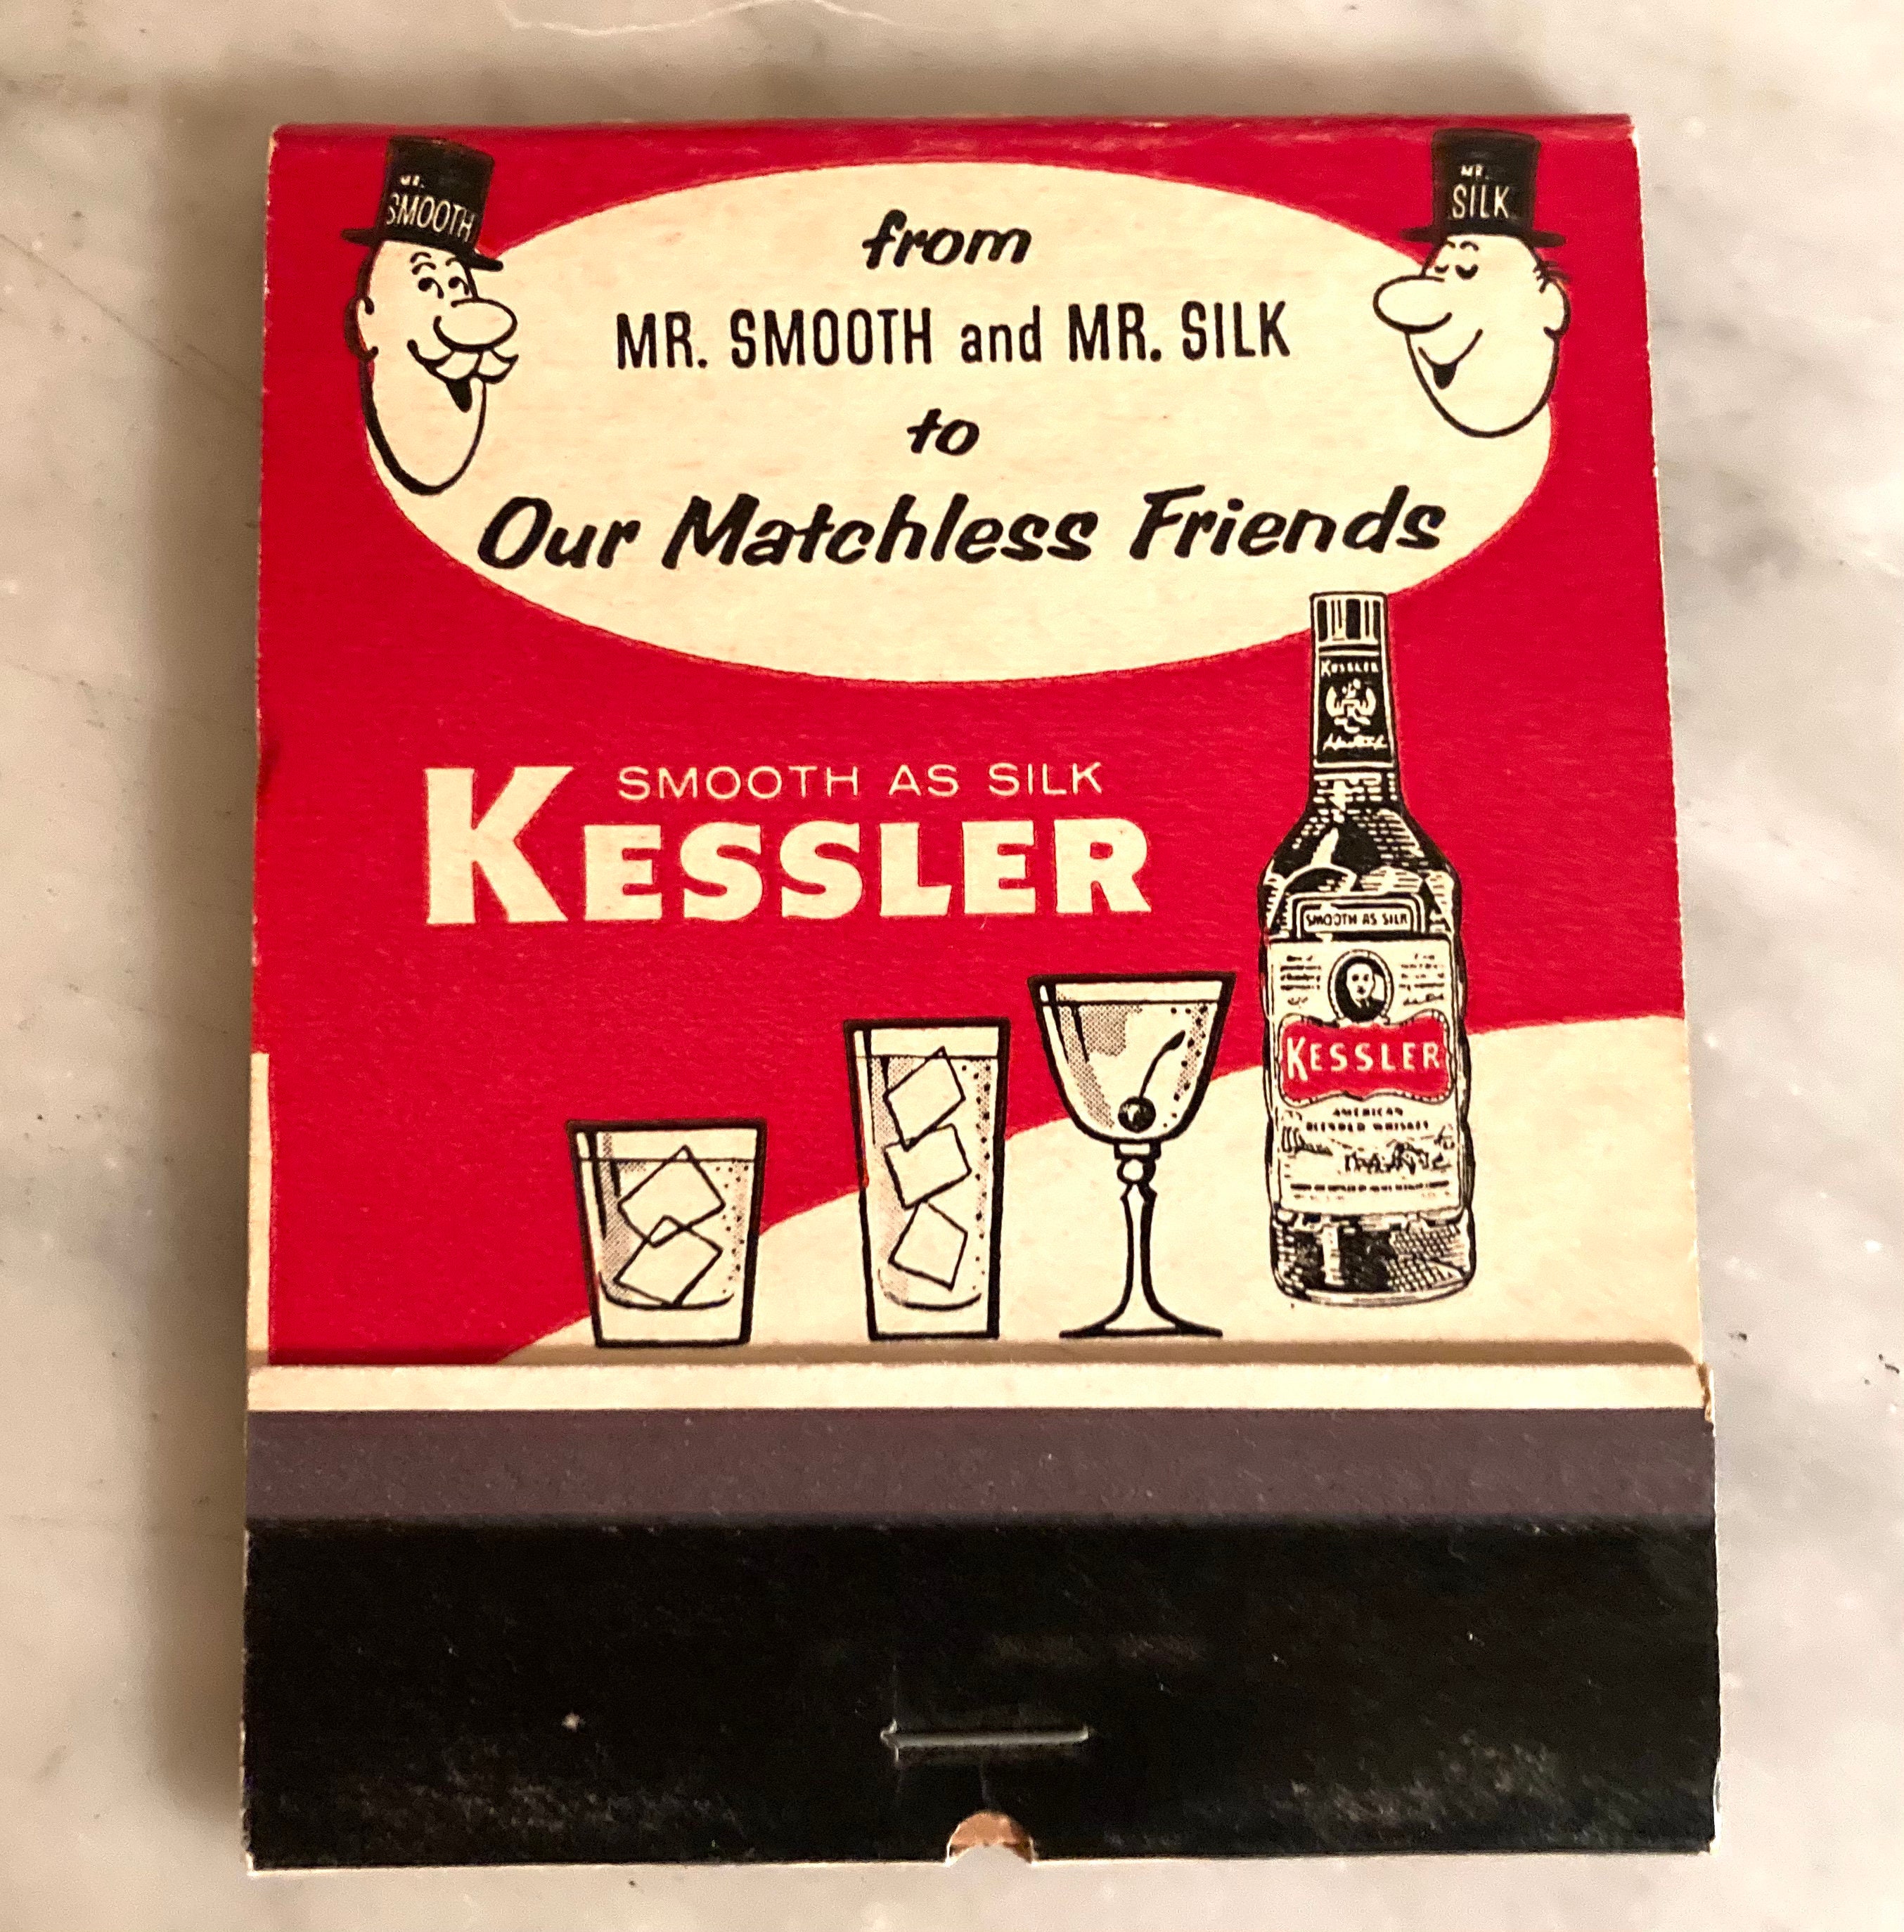 MR.
SMOOTH
MR.
SILK
from
MR. SMOOTH and MR. SILK
to
Our Matchless Friends
SMOOTH AS SILK
KESSLER
KESSLER
SMOOTH AS SILK
KESSLER
AMERICAN
BLENDED WHISKEY